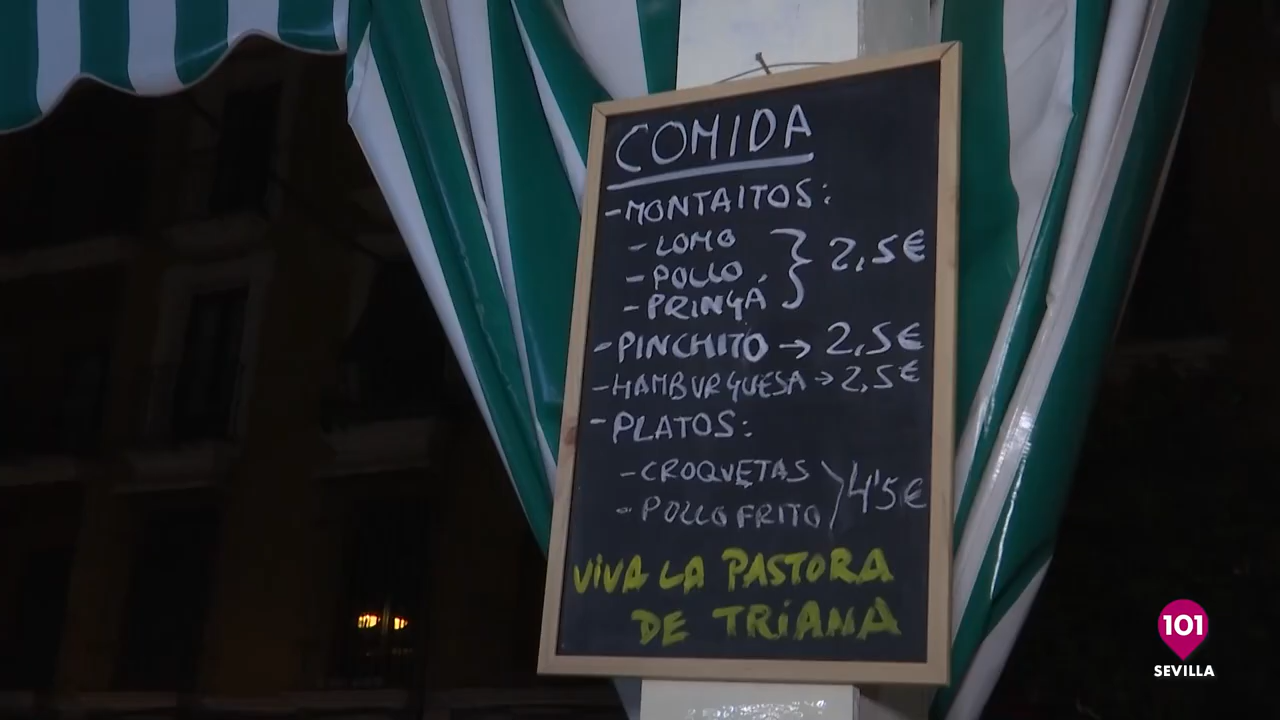 COMIDA
-MONTAITOS:
-LOMO
-POLLO } 2,5€
-PRINGÁ
-PINCHITO → 2,5€
-HAMBURGUESA → 2,5€
-PLATOS:
-CROQUETAS
-POLLO FRITO } 4'5€
VIVA LA PASTORA
DE TRIANA
101
SEVILLA